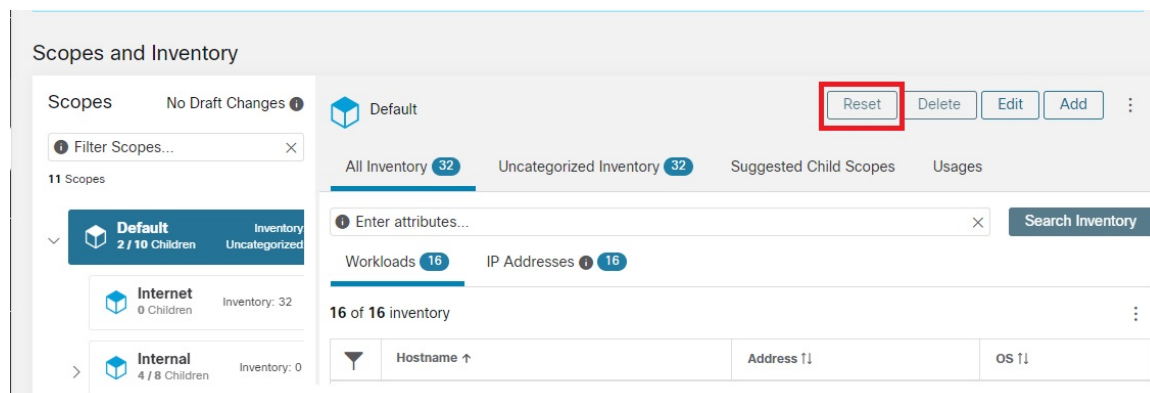 Scopes and Inventory
Scopes No Draft Changes
Filter Scopes...
11 Scopes
Default Inventory
2 / 10 Children Uncategorized
Internet
0 Children Inventory: 32
Internal
4 / 8 Children Inventory: 0
Default Reset Delete Edit Add
All Inventory 32 Uncategorized Inventory 32 Suggested Child Scopes Usages
Enter attributes... Search Inventory
Workloads 16 IP Addresses 16
16 of 16 inventory
Hostname Address OS